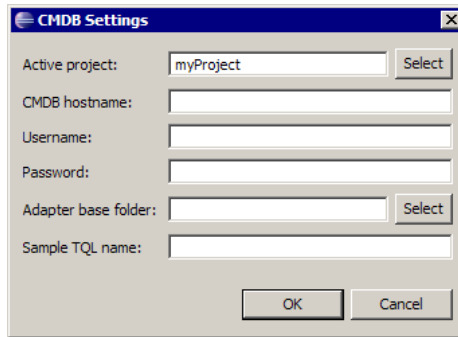 CMDB Settings
Active project: myProject Select
CMDB hostname:
Username:
Password:
Adapter base folder: Select
Sample TQL name:
OK Cancel